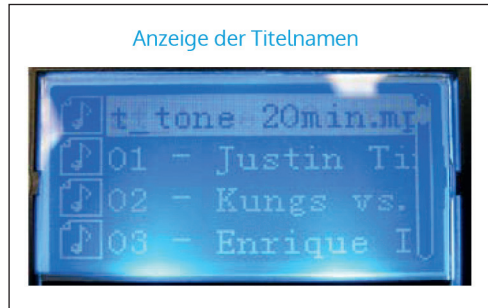 Anzeige der Titelnamen
t_tone 20min.mp
01 - Justin Ti
02 - Kungs vs.
03 - Enrique I